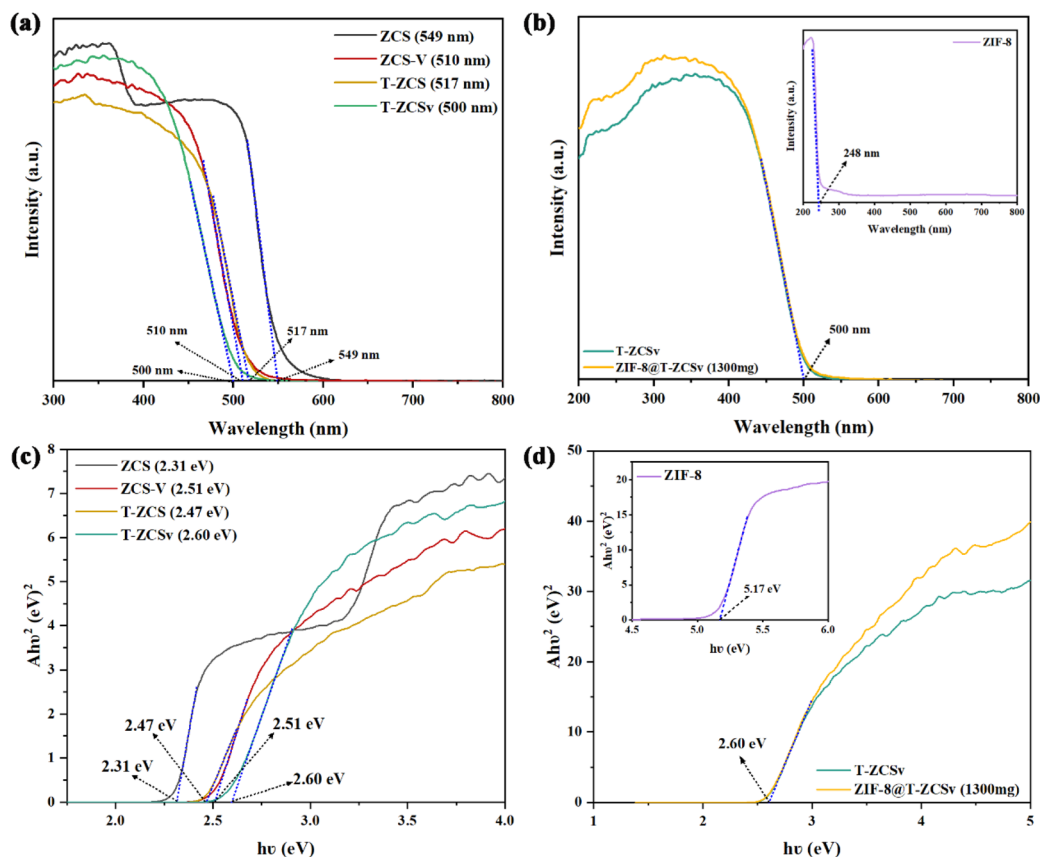 (a)
ZCS (549 nm)
ZCS-V (510 nm)
T-ZCS (517 nm)
T-ZCSv (500 nm)
Intensity (a.u.)
510 nm
517 nm
500 nm
549 nm
300 400 500 600 700 800
Wavelength (nm)
(b)
ZIF-8
Intensity (a.u.)
248 nm
200 300 400 500 600 700 800
Wavelength (nm)
Intensity (a.u.)
500 nm
T-ZCSv
ZIF-8@T-ZCSv (1300mg)
200 300 400 500 600 700 800
Wavelength (nm)
(c)
8
7
6
5
4
3
2
1
0
ZCS (2.31 eV)
ZCS-V (2.51 eV)
T-ZCS (2.47 eV)
T-ZCSv (2.60 eV)
Ahυ² (eV)²
2.47 eV
2.51 eV
2.31 eV
2.60 eV
2.0 2.5 3.0 3.5 4.0
hυ (eV)
(d)
50
40
30
20
10
0
ZIF-8
20
15
10
5
0
Ahυ² (eV)²
5.17 eV
4.5 5.0 5.5 6.0
hυ (eV)
Ahυ² (eV)²
2.60 eV
T-ZCSv
ZIF-8@T-ZCSv (1300mg)
1 2 3 4 5
hυ (eV)